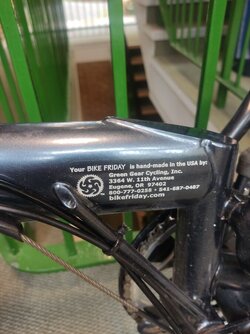 Your BIKE FRIDAY is hand-made in the USA by:
Green Gear Cycling, Inc.
3364 W. 11th Avenue
Eugene, OR 97402
800-777-0258 • 541-687-0487
bikefriday.com